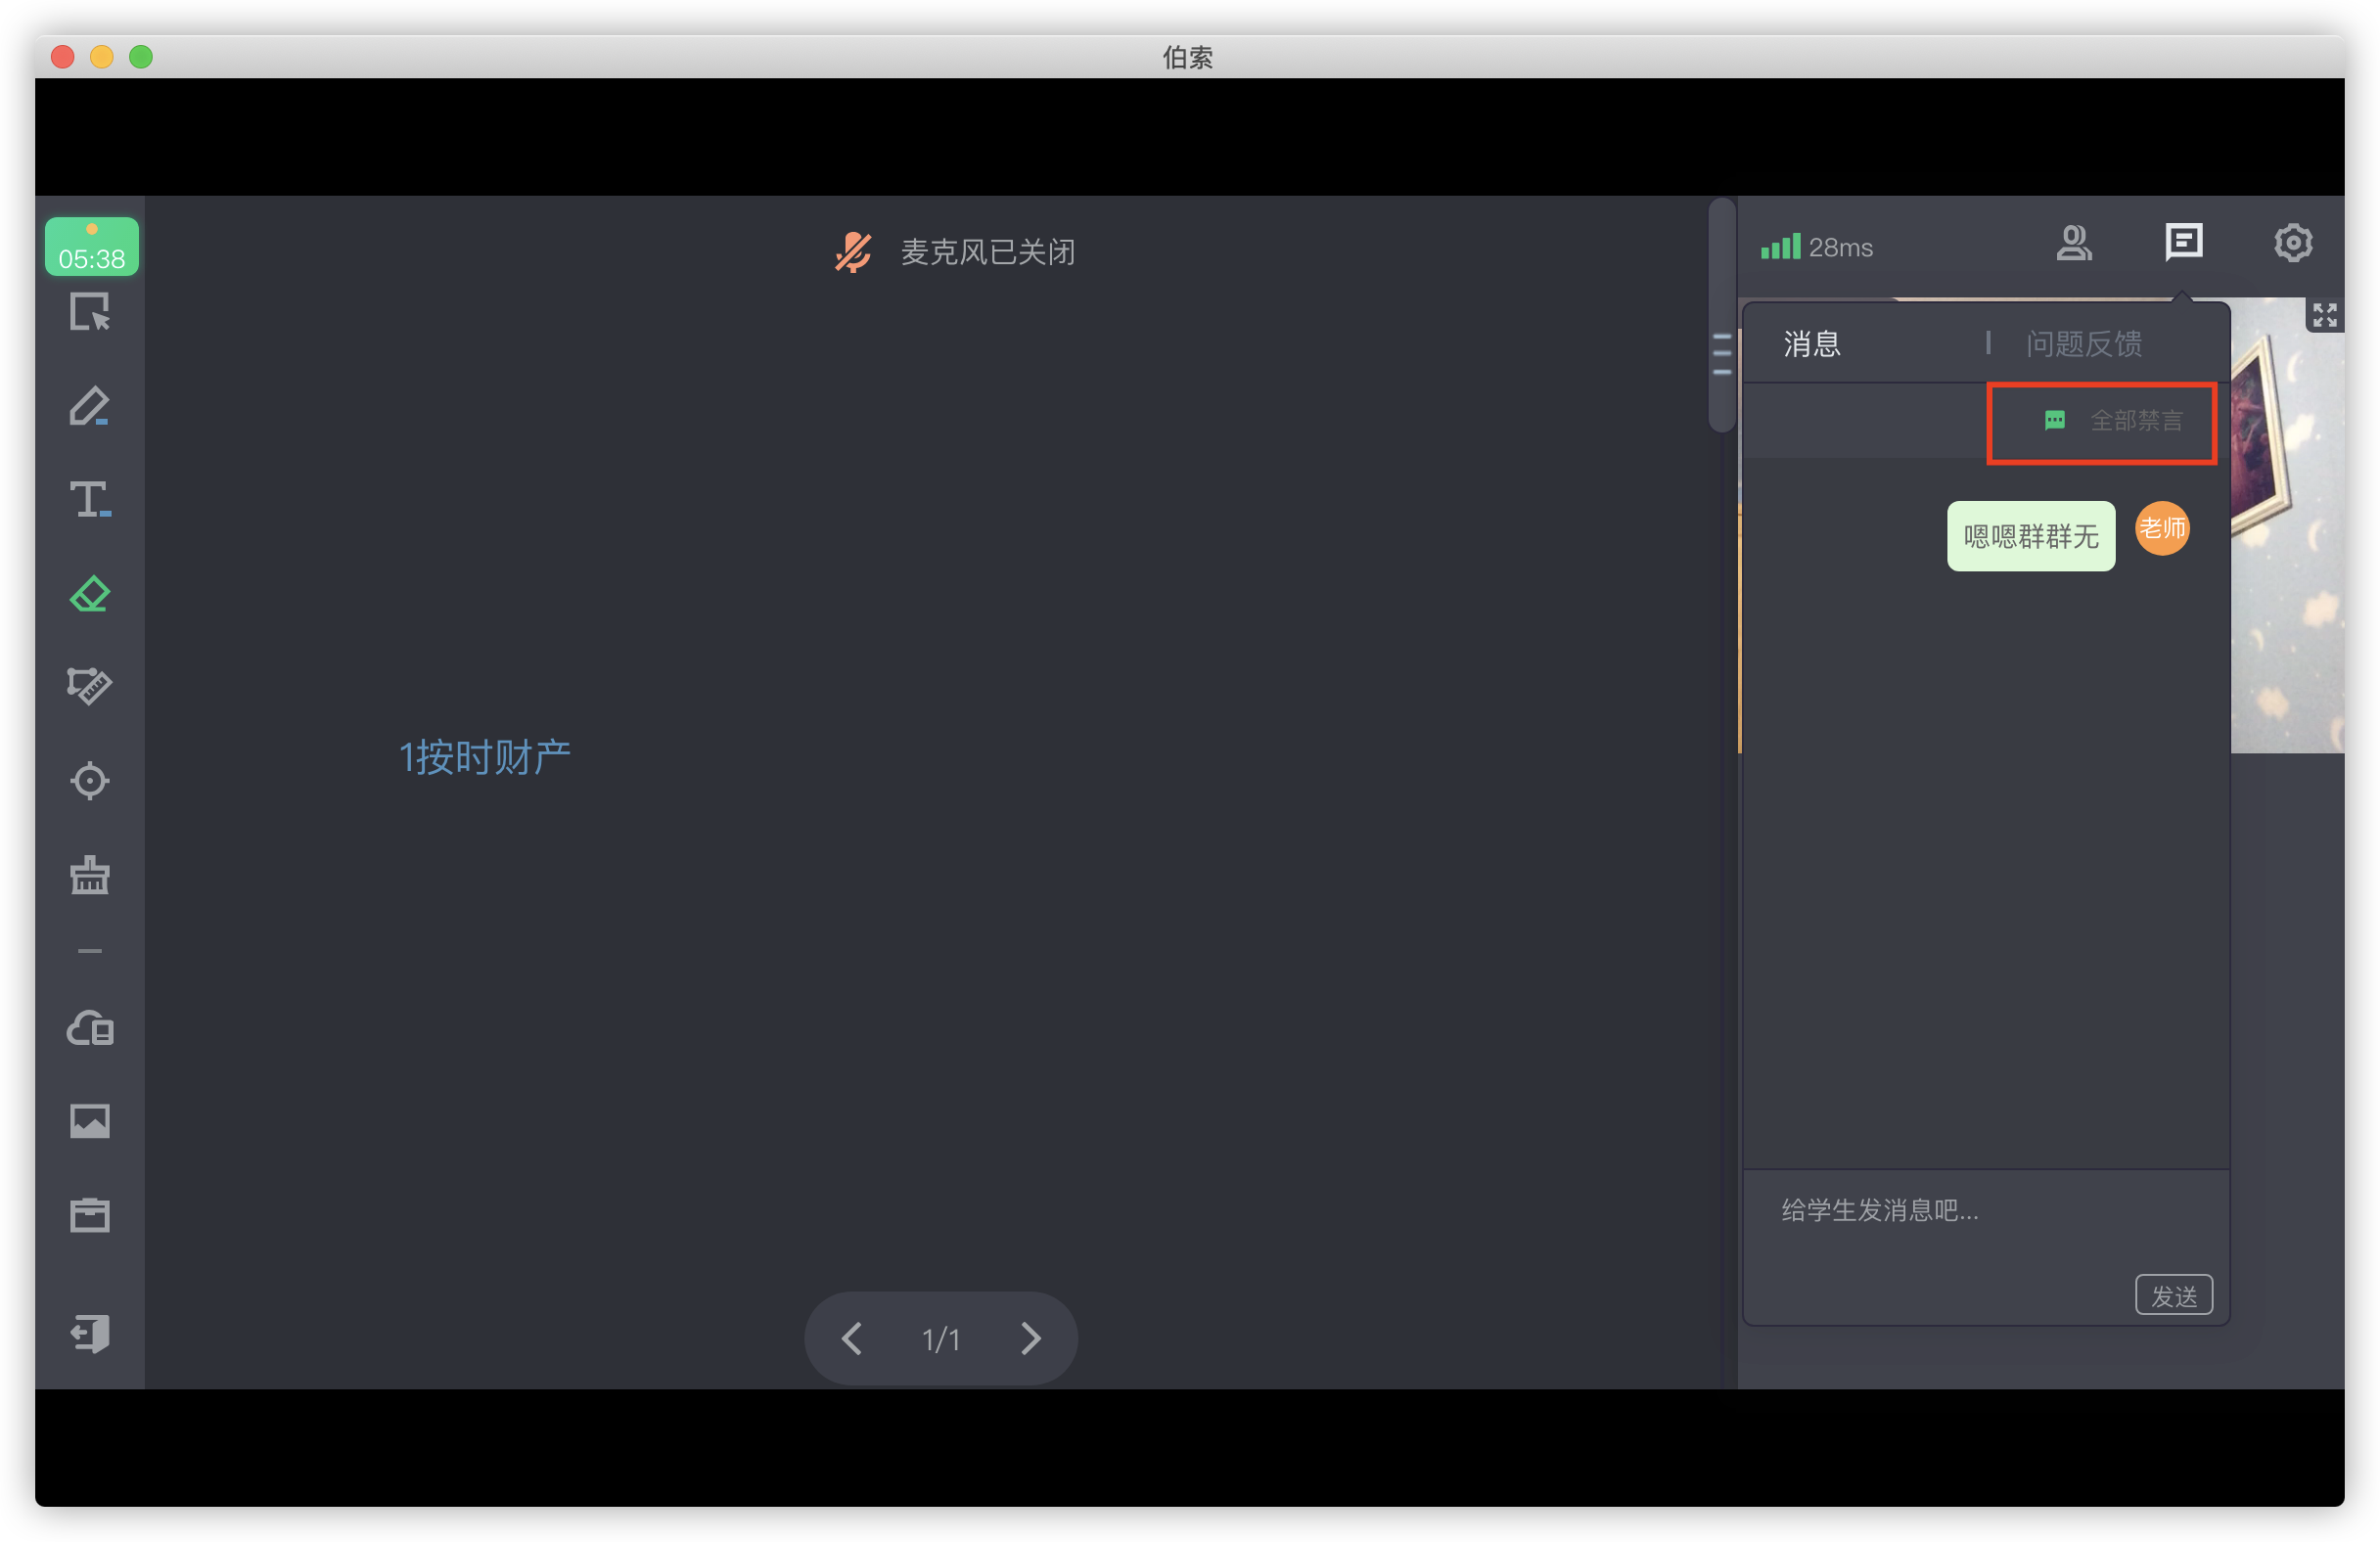 伯索
05:38
麦克风已关闭
28ms
消息
问题反馈
全部禁言
嗯嗯群群无
老师
1按时财产
给学生发消息吧...
发送
1/1